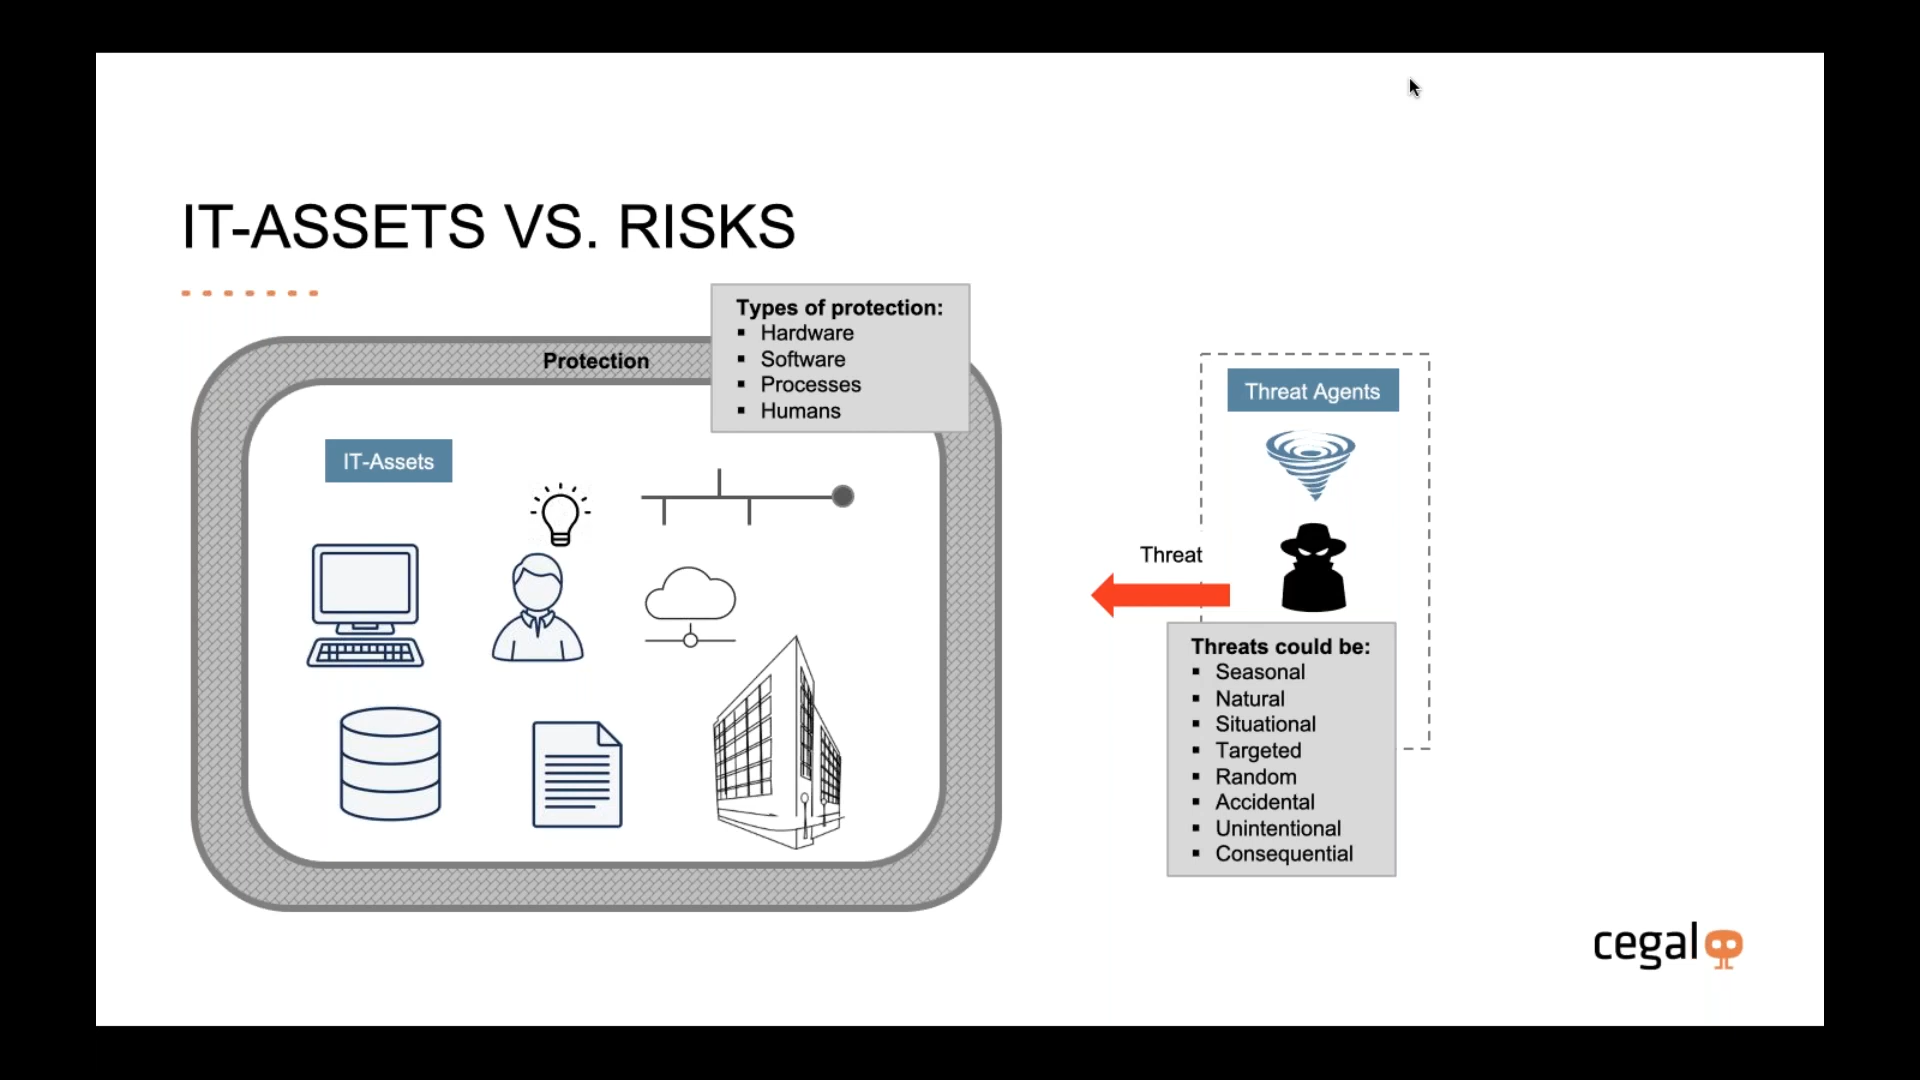 IT-ASSETS VS. RISKS
Types of protection:
▪ Hardware
▪ Software
▪ Processes
▪ Humans
Protection
IT-Assets
Threat Agents
Threat
Threats could be:
▪ Seasonal
▪ Natural
▪ Situational
▪ Targeted
▪ Random
▪ Accidental
▪ Unintentional
▪ Consequential
cegal